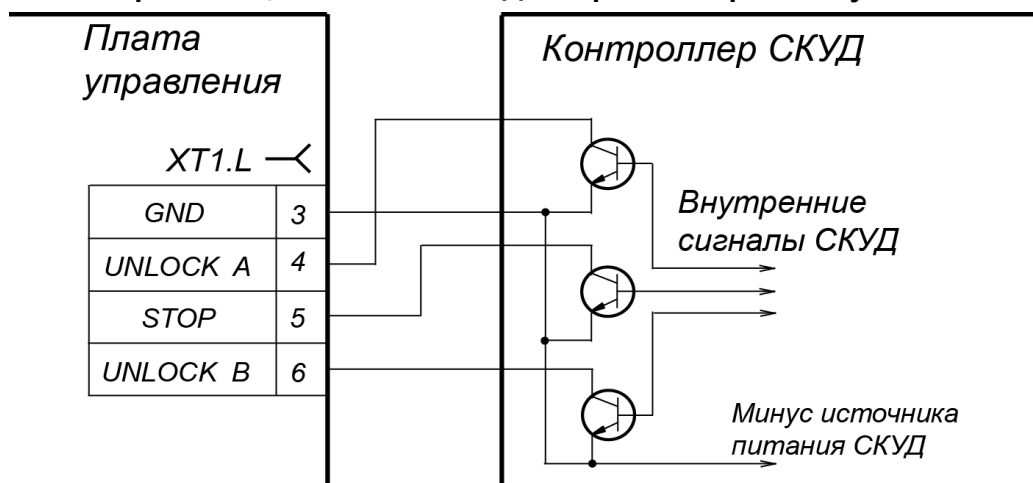 Плата
управления
Контроллер СКУД
XT1.L
GND 3
UNLOCK A 4
STOP 5
UNLOCK B 6
Внутренние
сигналы СКУД
Минус источника
питания СКУД